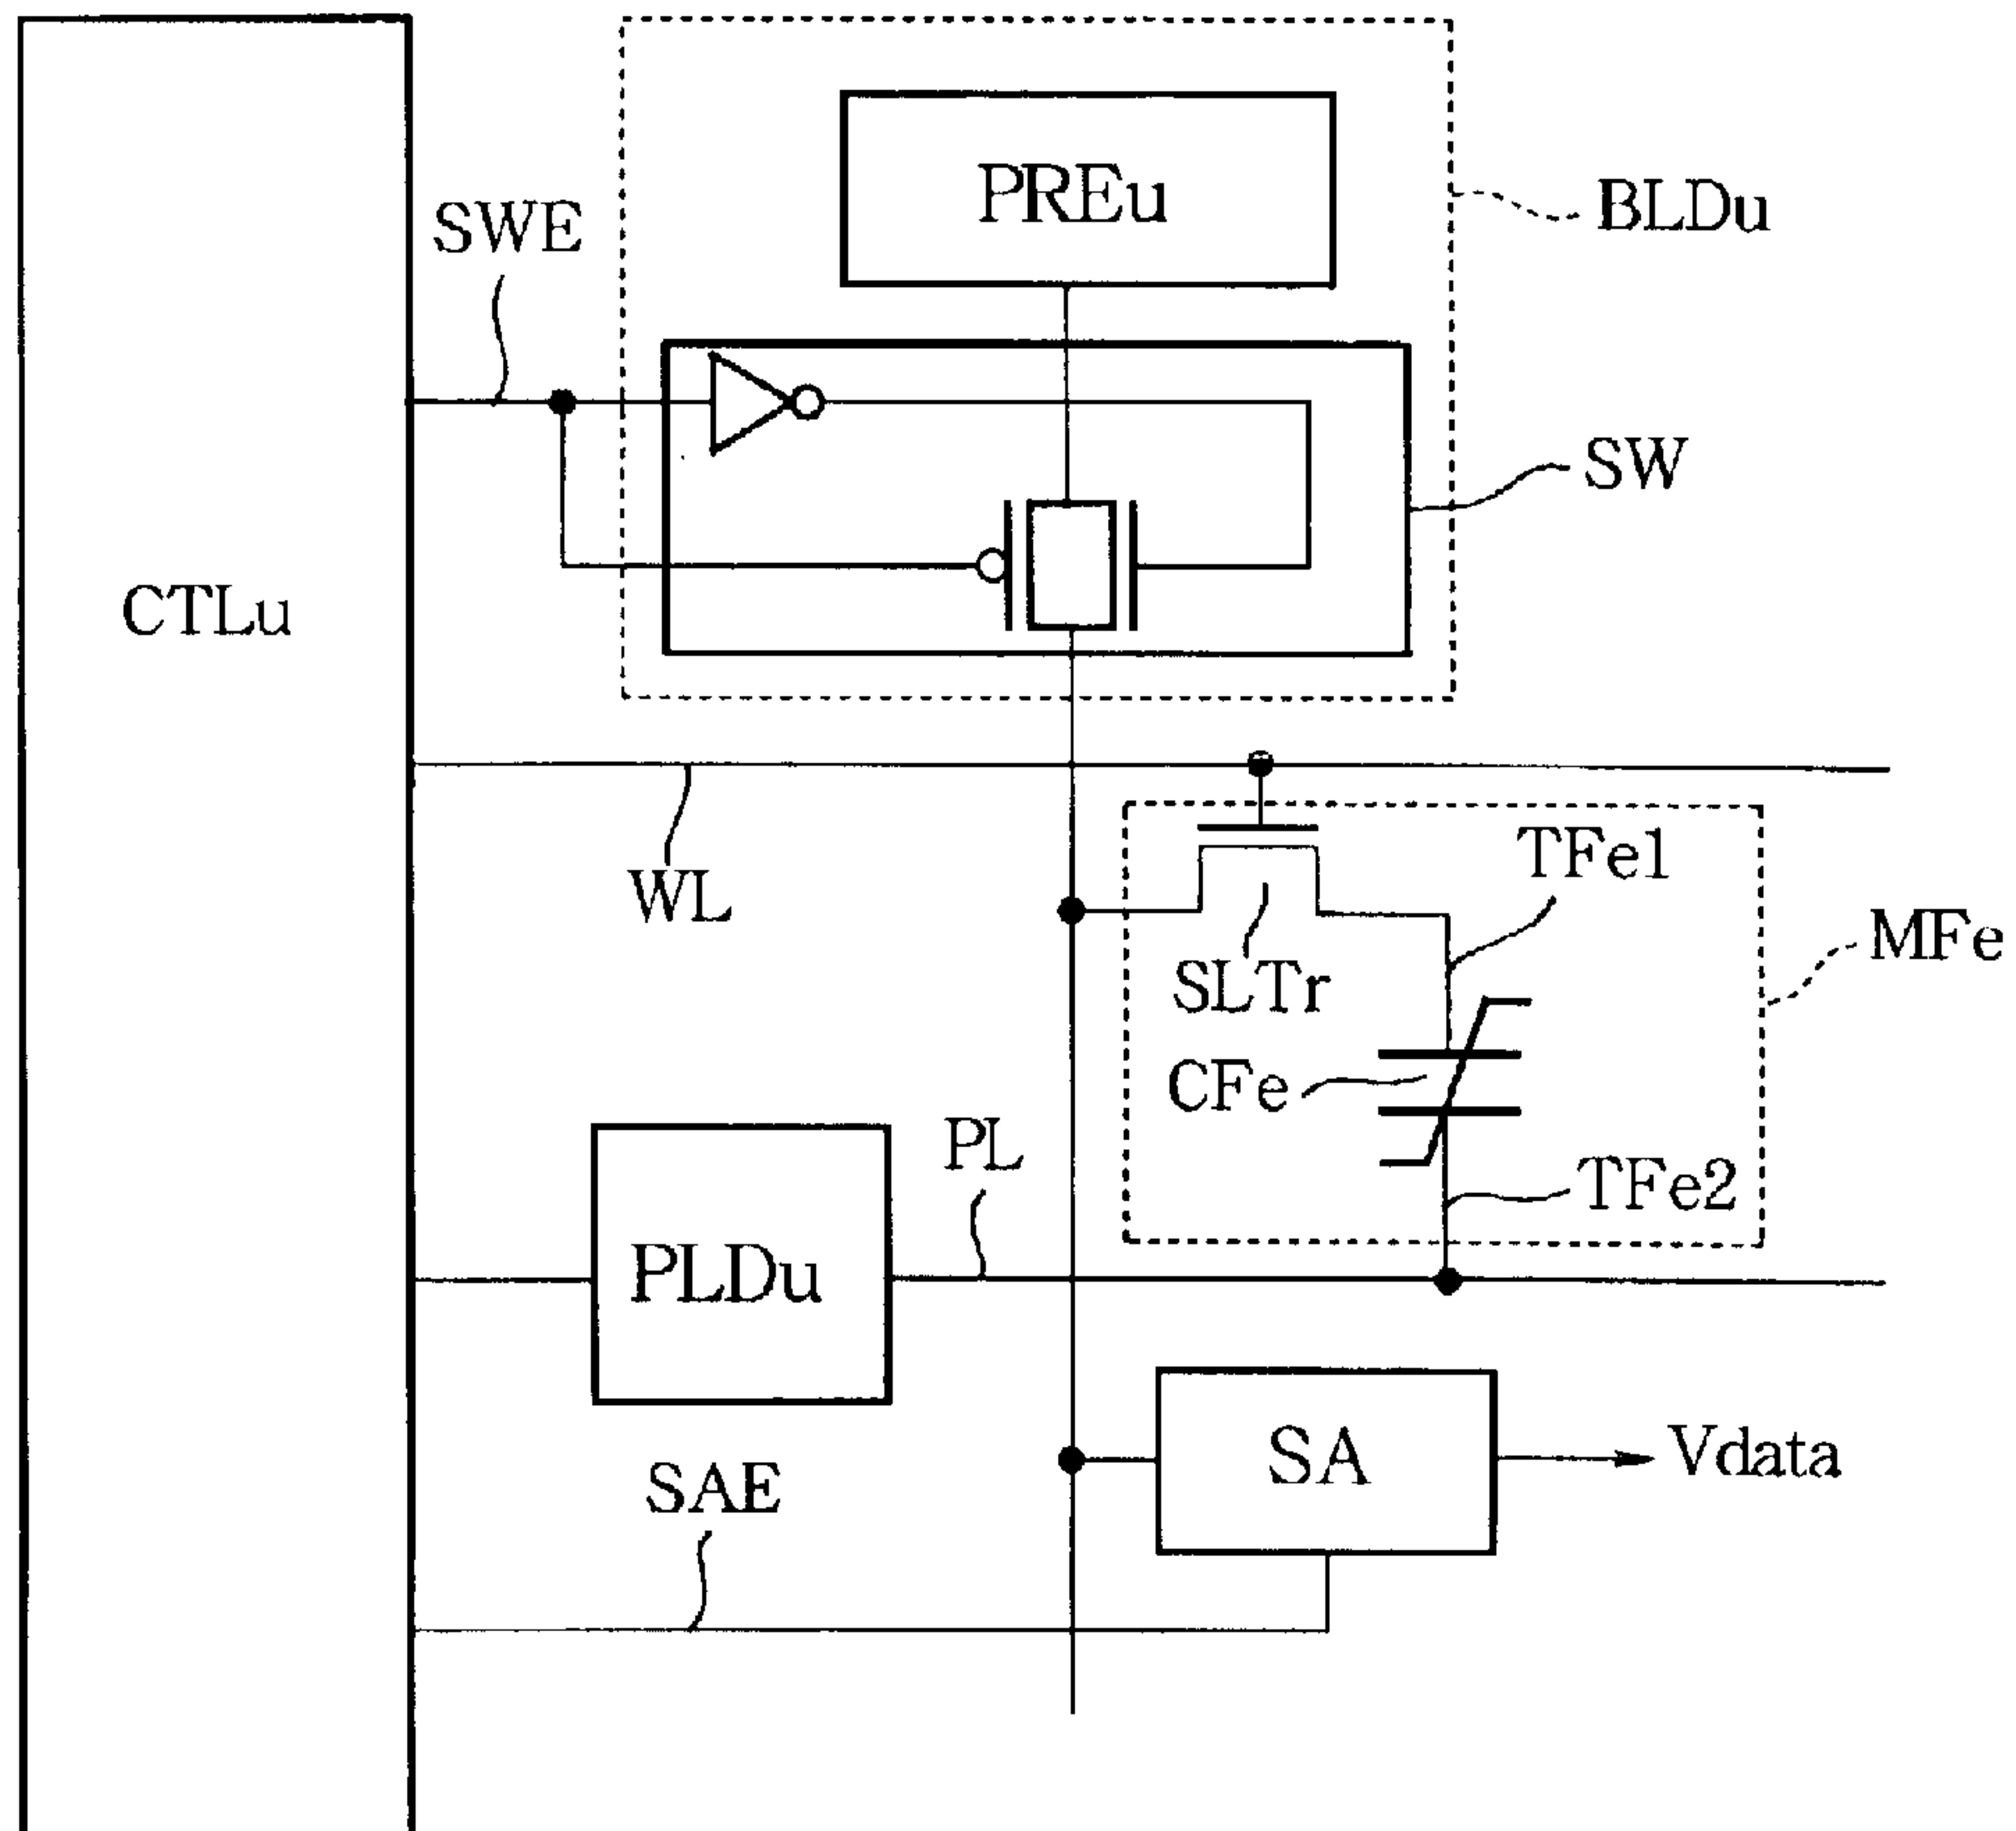 PREu
BLDu
SWE
SW
CTLu
WL
TFe1
MFe
SLTr
CFe
PL
TFe2
PLDu
SA
Vdata
SAE